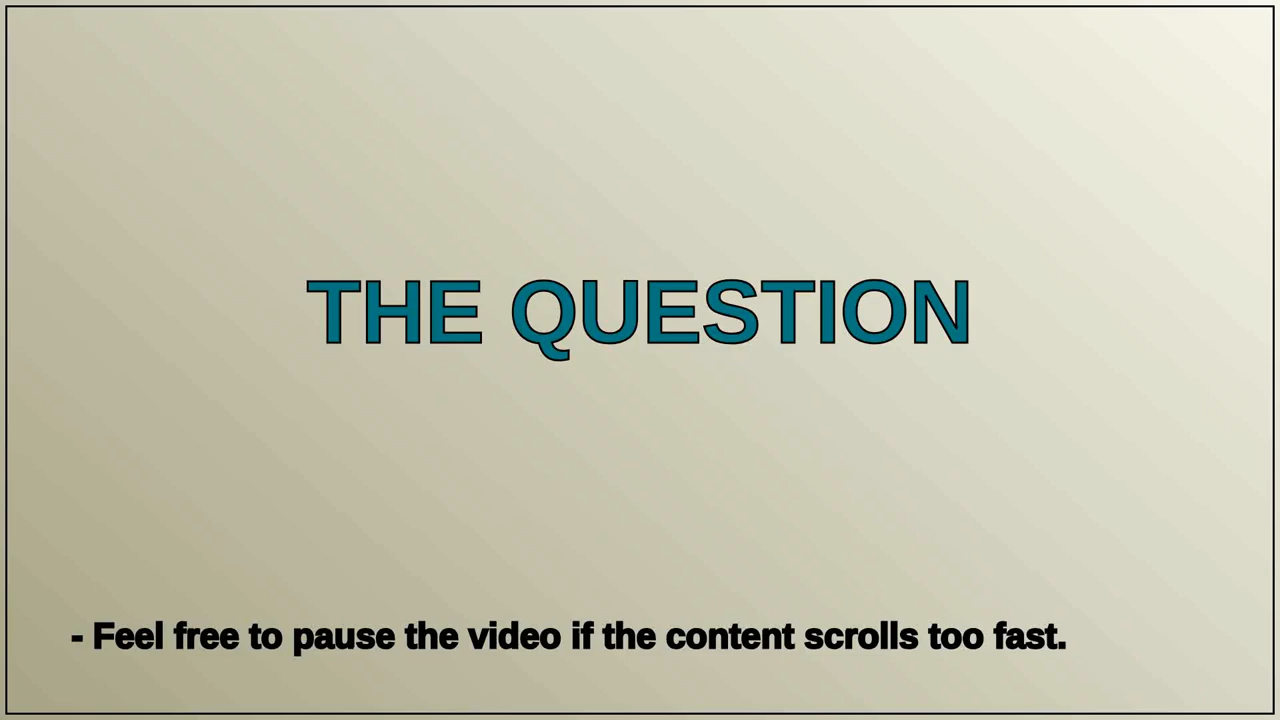 THE QUESTION
- Feel free to pause the video if the content scrolls too fast.